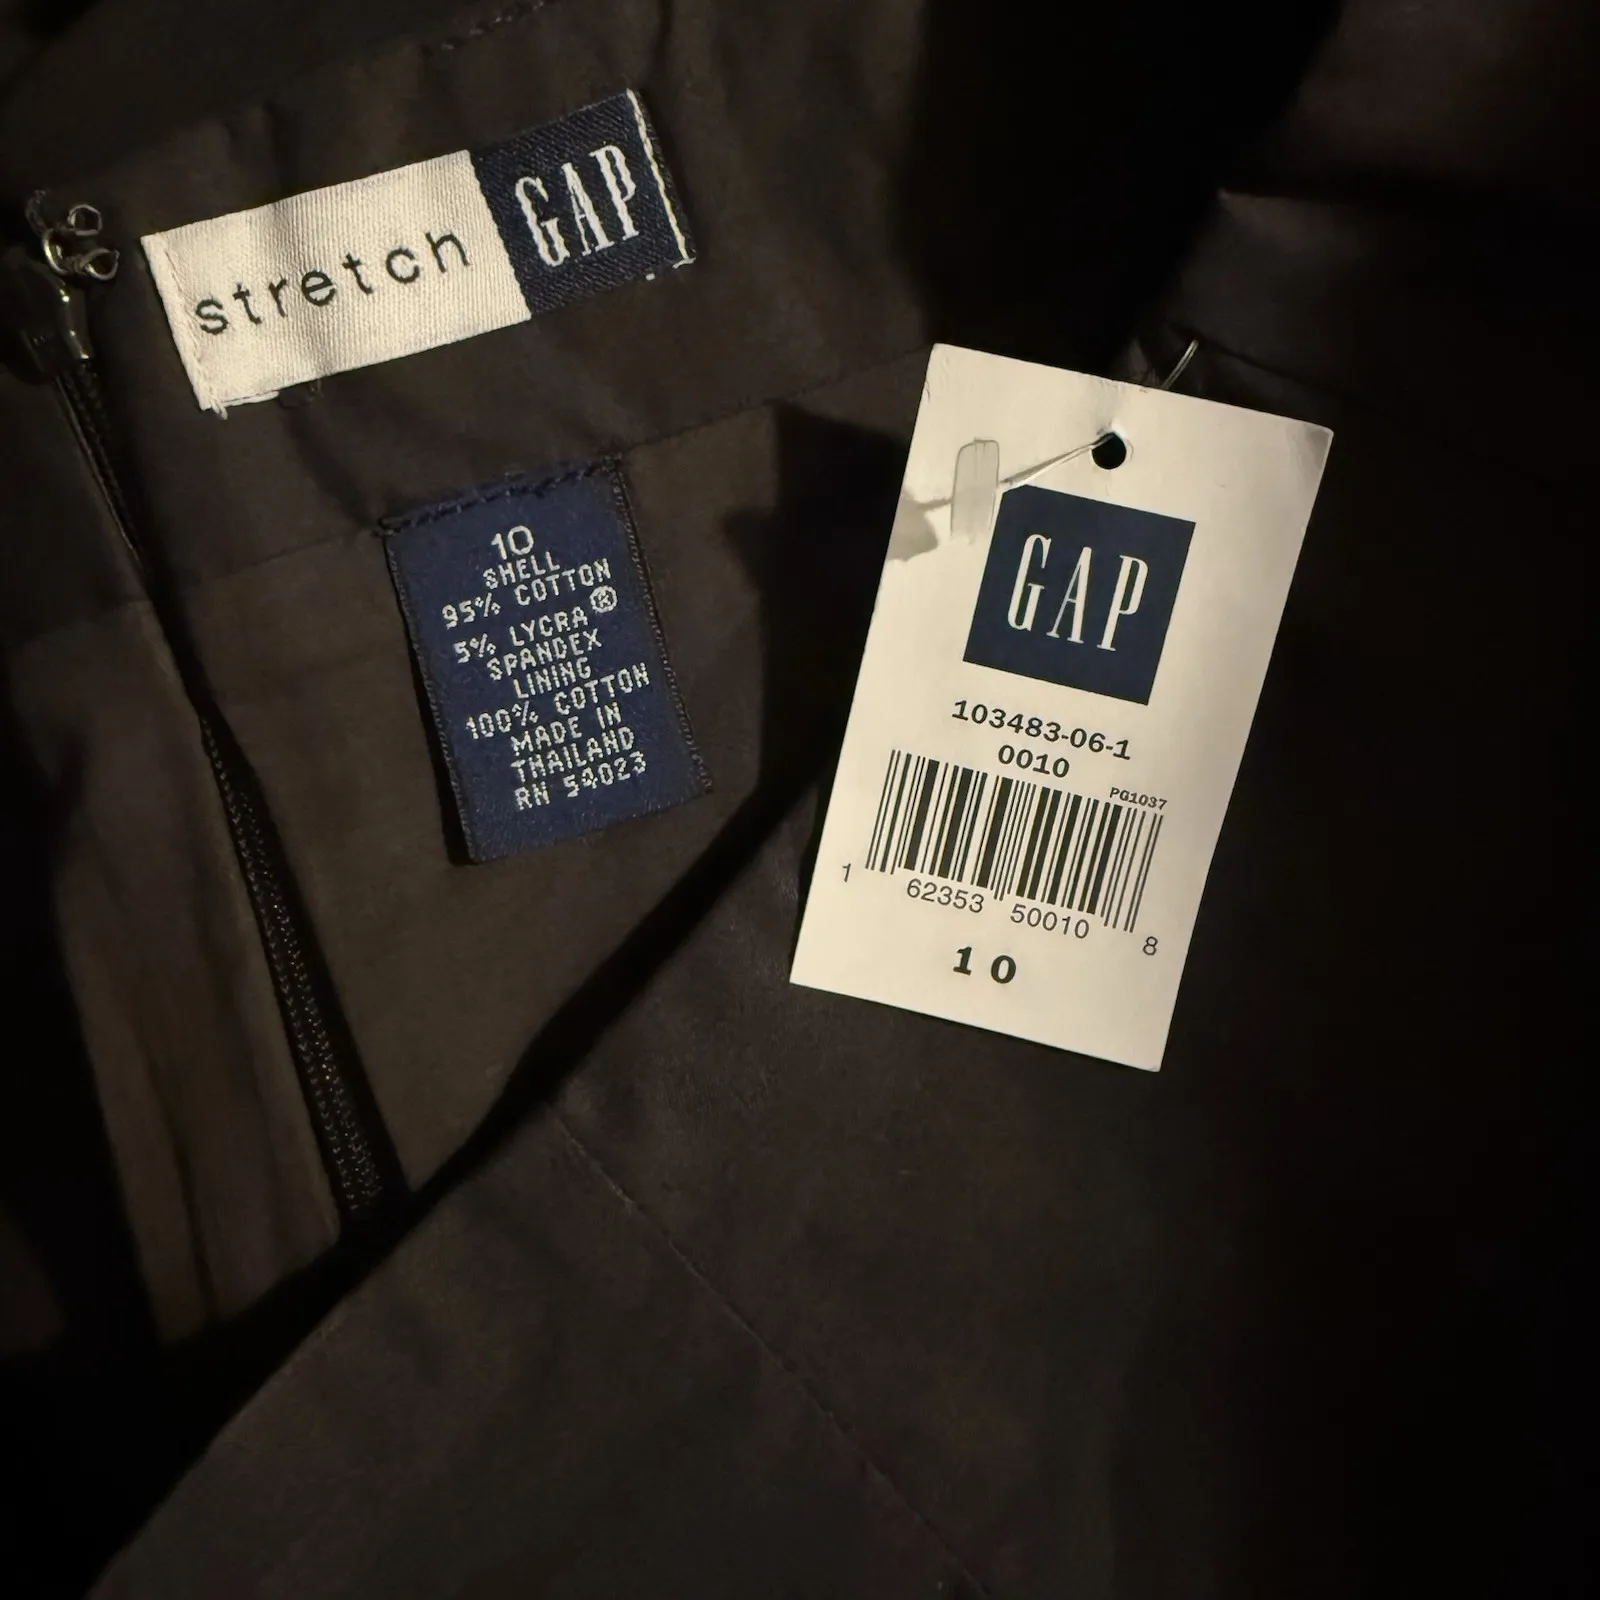 stretch GAP
10
SHELL
95% COTTON
5% LYCRA®
SPANDEX
LINING
100% COTTON
MADE IN
THAILAND
RN 54023
GAP
103483-06-1
0010
PG1037
1 62353 50010 8
10